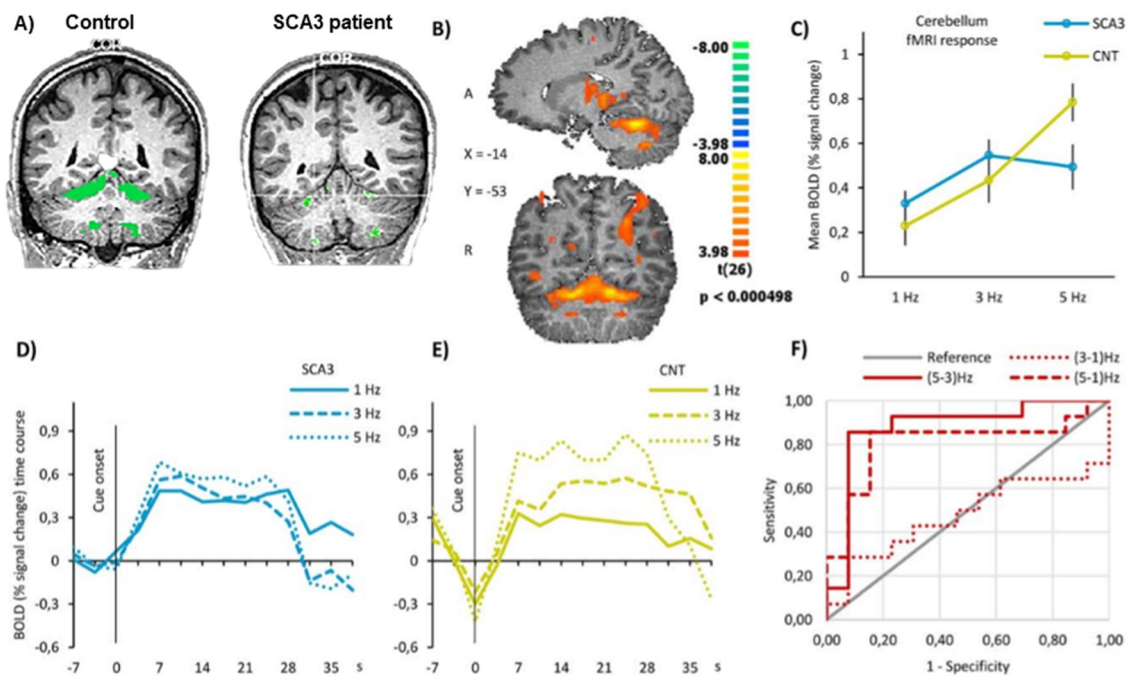 A)
Control
SCA3 patient
COR
COR
B)
A
X = -14
Y = -53
R
-8.00
-3.98
8.00
3.98
t(26)
p < 0.000498
C)
Cerebellum
fMRI response
SCA3
CNT
Mean BOLD (% signal change)
1
0,8
0,6
0,4
0,2
0
1 Hz
3 Hz
5 Hz
D)
SCA3
1 Hz
3 Hz
5 Hz
Cue onset
BOLD (% signal change) time course
0,9
0,6
0,3
0
-0,3
-0,6
-7
0
7
14
21
28
35
s
E)
CNT
1 Hz
3 Hz
5 Hz
Cue onset
0,9
0,6
0,3
0
-0,3
-0,6
-7
0
7
14
21
28
35
s
F)
Reference
(3-1)Hz
(5-3)Hz
(5-1)Hz
Sensitivity
1,00
0,80
0,60
0,40
0,20
0,00
0,00
0,20
0,40
0,60
0,80
1,00
1 - Specificity